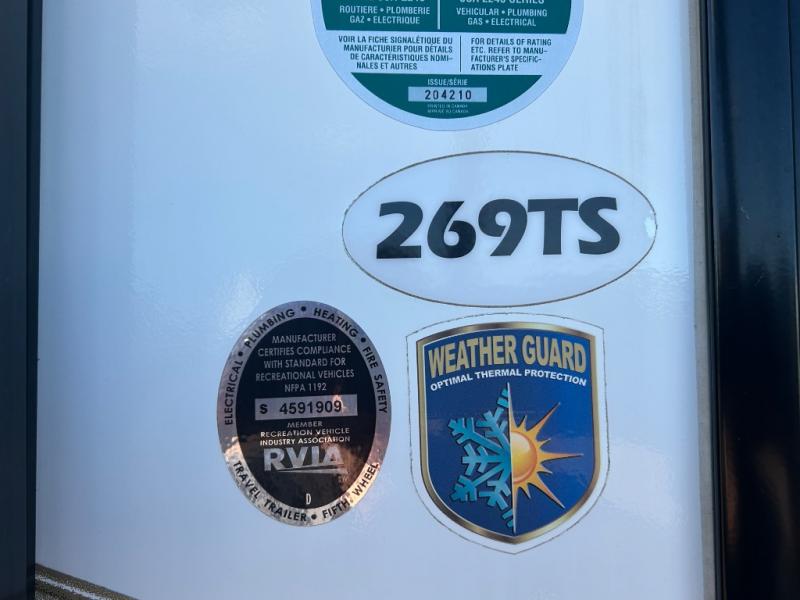 ROUTIERE • PLOMBERIE
GAZ • ELECTRIQUE
VEHICULAR • PLUMBING
GAS • ELECTRICAL
VOIR LA FICHE SIGNALÉTIQUE DU
MANUFACTURIER POUR DÉTAILS
DE CARACTÉRISTIQUES NOMI-
NALES ET AUTRES
FOR DETAILS OF RATING
ETC. REFER TO MANU-
FACTURER'S SPECIFIC-
ATIONS PLATE
ISSUE/SÉRIE
204210
PRINTED IN CANADA
269TS
ELECTRICAL • PLUMBING • HEATING • FIRE SAFETY
MANUFACTURER
CERTIFIES COMPLIANCE
WITH STANDARD FOR
RECREATIONAL VEHICLES
NFPA 1192
S 4591909
MEMBER
RECREATION VEHICLE
INDUSTRY ASSOCIATION
RVIA
D
TRAVEL TRAILER • FIFTH WHEEL
WEATHER GUARD
OPTIMAL THERMAL PROTECTION